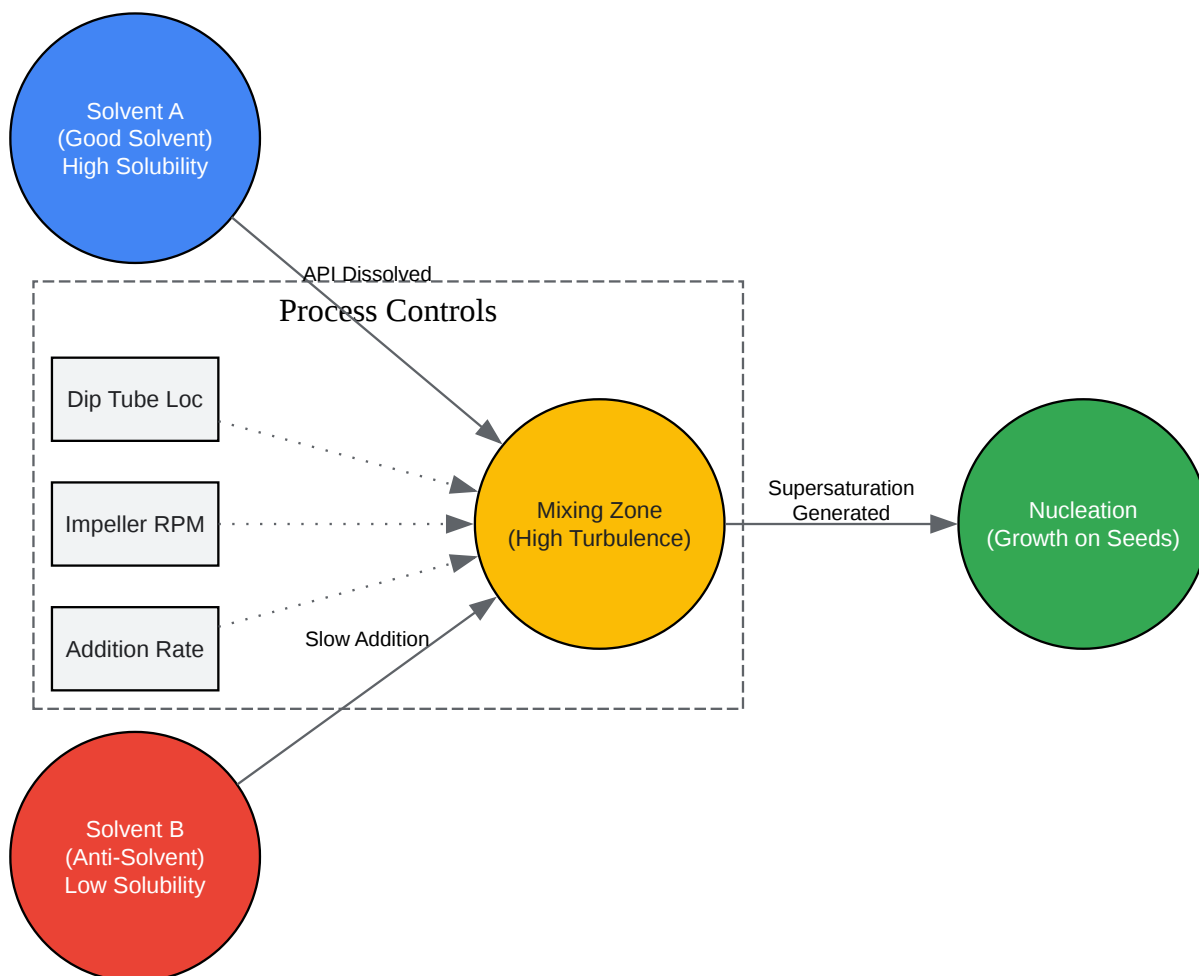 Solvent A
(Good Solvent)
High Solubility
API Dissolved
Process Controls
Dip Tube Loc
Impeller RPM
Addition Rate
Mixing Zone
(High Turbulence)
Supersaturation
Generated
Nucleation
(Growth on Seeds)
Slow Addition
Solvent B
(Anti-Solvent)
Low Solubility